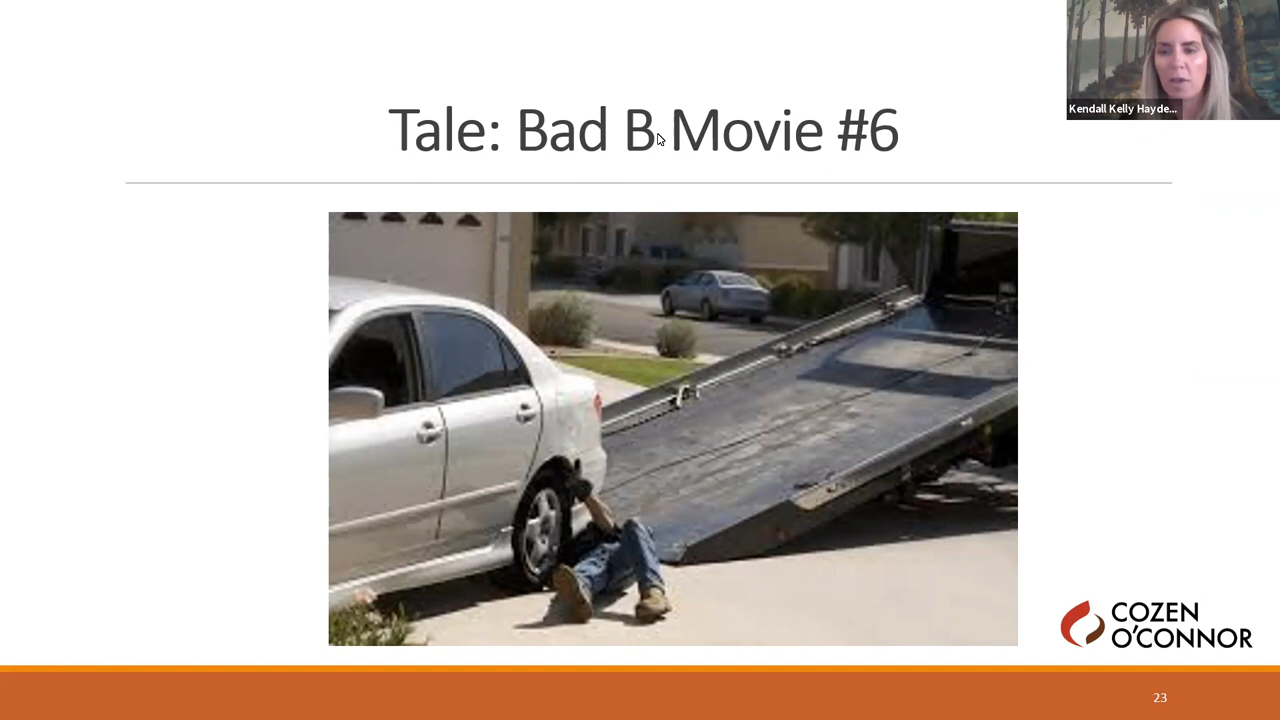 Kendall Kelly Hayde...
Tale: Bad B Movie #6
COZEN
O'CONNOR
23